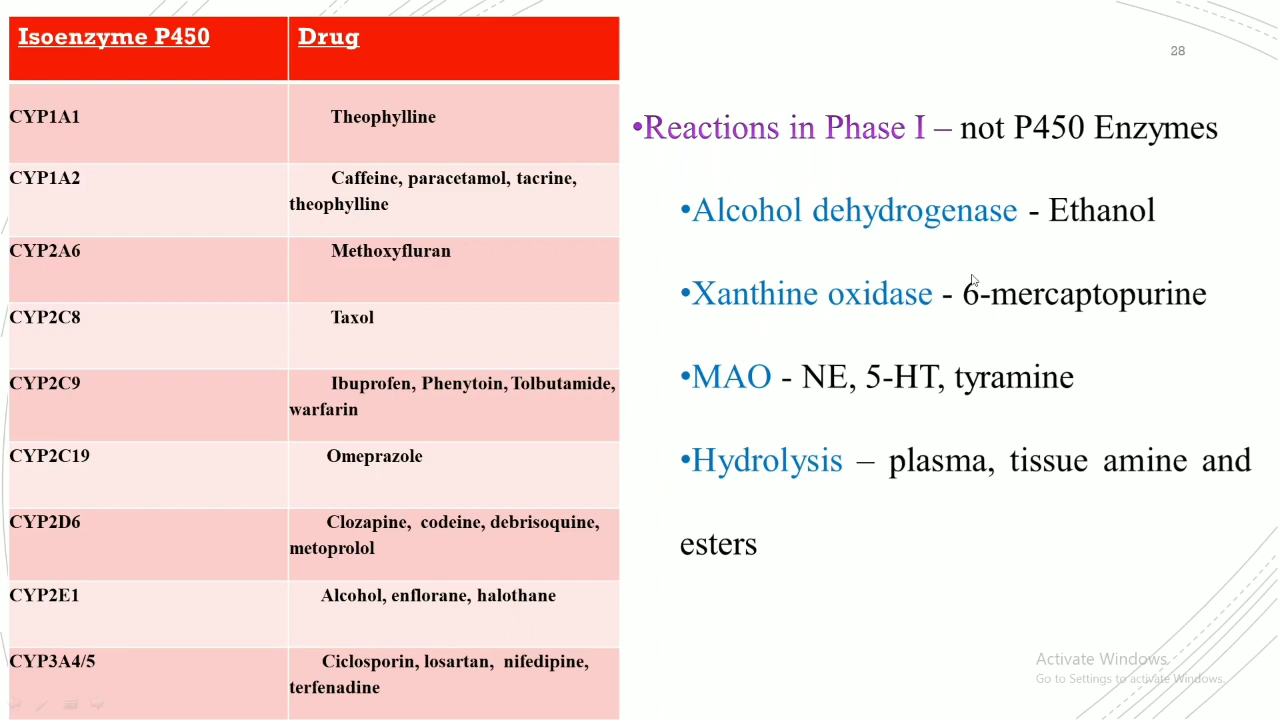 Isoenzyme P450 Drug
CYP1A1 Theophylline
CYP1A2 Caffeine, paracetamol, tacrine,
theophylline
CYP2A6 Methoxyfluran
CYP2C8 Taxol
CYP2C9 Ibuprofen, Phenytoin, Tolbutamide,
warfarin
CYP2C19 Omeprazole
CYP2D6 Clozapine, codeine, debrisoquine,
metoprolol
CYP2E1 Alcohol, enflorane, halothane
CYP3A4/5 Ciclosporin, losartan, nifedipine,
terfenadine
28
•Reactions in Phase I – not P450 Enzymes
•Alcohol dehydrogenase - Ethanol
•Xanthine oxidase - 6-mercaptopurine
•MAO - NE, 5-HT, tyramine
•Hydrolysis – plasma, tissue amine and
esters
Activate Windows
Go to Settings to activate Windows.